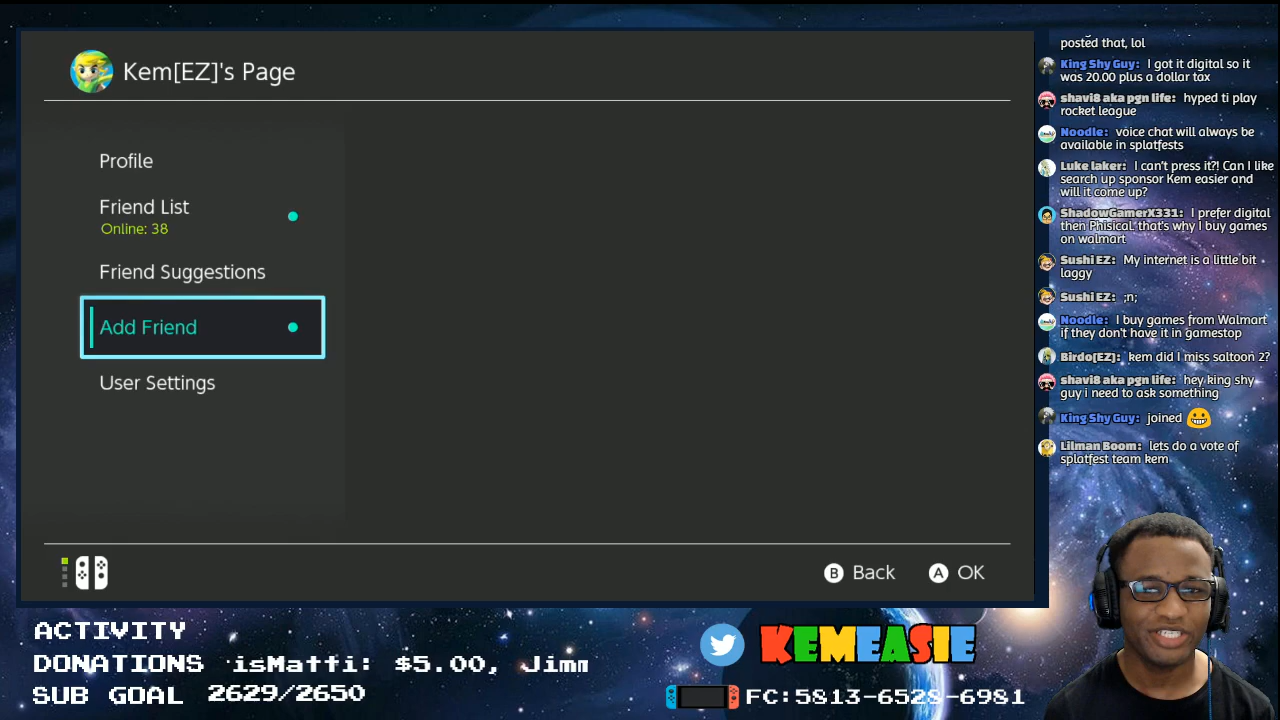 Kem[EZ]'s Page
Profile
Friend List
Online: 38
Friend Suggestions
Add Friend
User Settings
B Back A OK
posted that, lol
King Shy Guy: I got it digital so it
was 20.00 plus a dollar tax
shavi8 aka pgn life: hyped ti play
rocket league
Noodle: voice chat will always be
available in splatfests
Luke laker: I can't press it?! Can I like
search up sponsor Kem easier and
will it come up?
ShadowGamerX331: I prefer digital
then Phisical that's why I buy games
on walmart
Sushi EZ: My internet is a little bit
laggy
Sushi EZ: ;n;
Noodle: I buy games from Walmart
if they don't have it in gamestop
Birdo[EZ]: kem did I miss saltoon 2?
shavi8 aka pgn life: hey king shy
guy i need to ask something
King Shy Guy: joined
Lilman Boom: lets do a vote of
splatfest team kem
ACTIVITY
DONATIONS isMatti: $5.00, Jimm
SUB GOAL 2629/2650
KEMEASIE
FC:5813-6528-6981